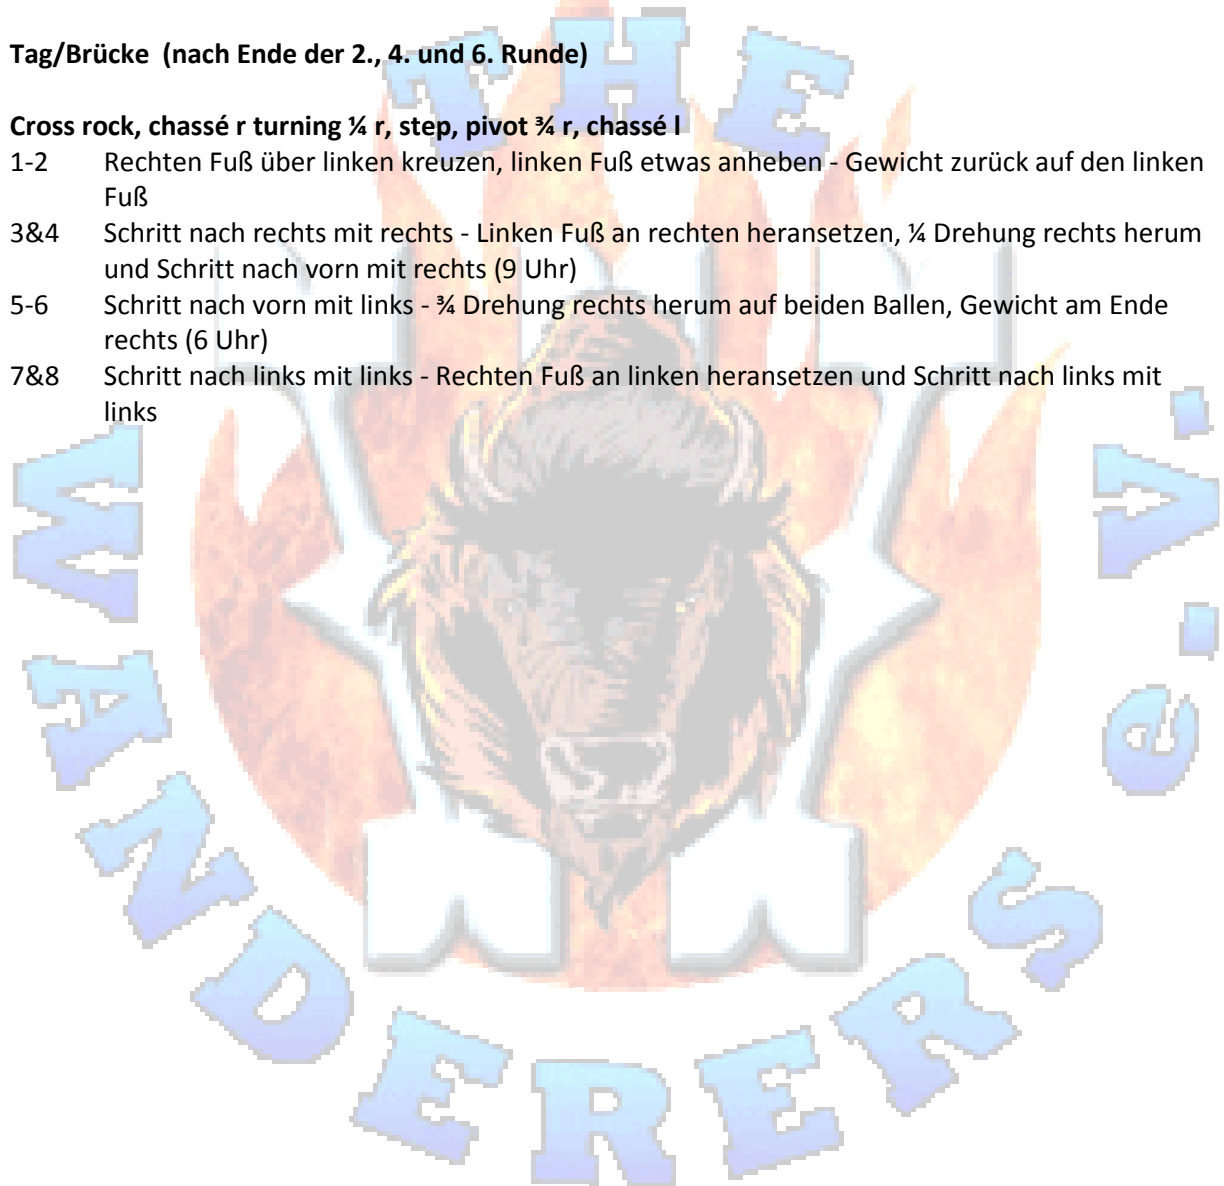 THE
Tag/Brücke (nach Ende der 2., 4. und 6. Runde)
Cross rock, chassé r turning ¼ r, step, pivot ¾ r, chassé l
1-2 Rechten Fuß über linken kreuzen, linken Fuß etwas anheben - Gewicht zurück auf den linken
Fuß
3&4 Schritt nach rechts mit rechts - Linken Fuß an rechten heransetzen, ¼ Drehung rechts herum
und Schritt nach vorn mit rechts (9 Uhr)
5-6 Schritt nach vorn mit links - ¾ Drehung rechts herum auf beiden Ballen, Gewicht am Ende
rechts (6 Uhr)
7&8 Schritt nach links mit links - Rechten Fuß an linken heransetzen und Schritt nach links mit
links
WANDERERS e.V.